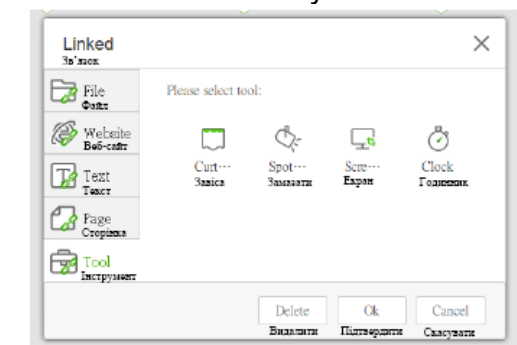 Linked
Зв'язок
File
Файл
Please select tool:
Website
Веб-сайт
Curt··· Spot··· Scre··· Clock
Завіса Замазати Екран Годинник
Text
Текст
Page
Сторінка
Tool
Інструмент
Delete Ok Cancel
Видалити Підтвердити Скасувати